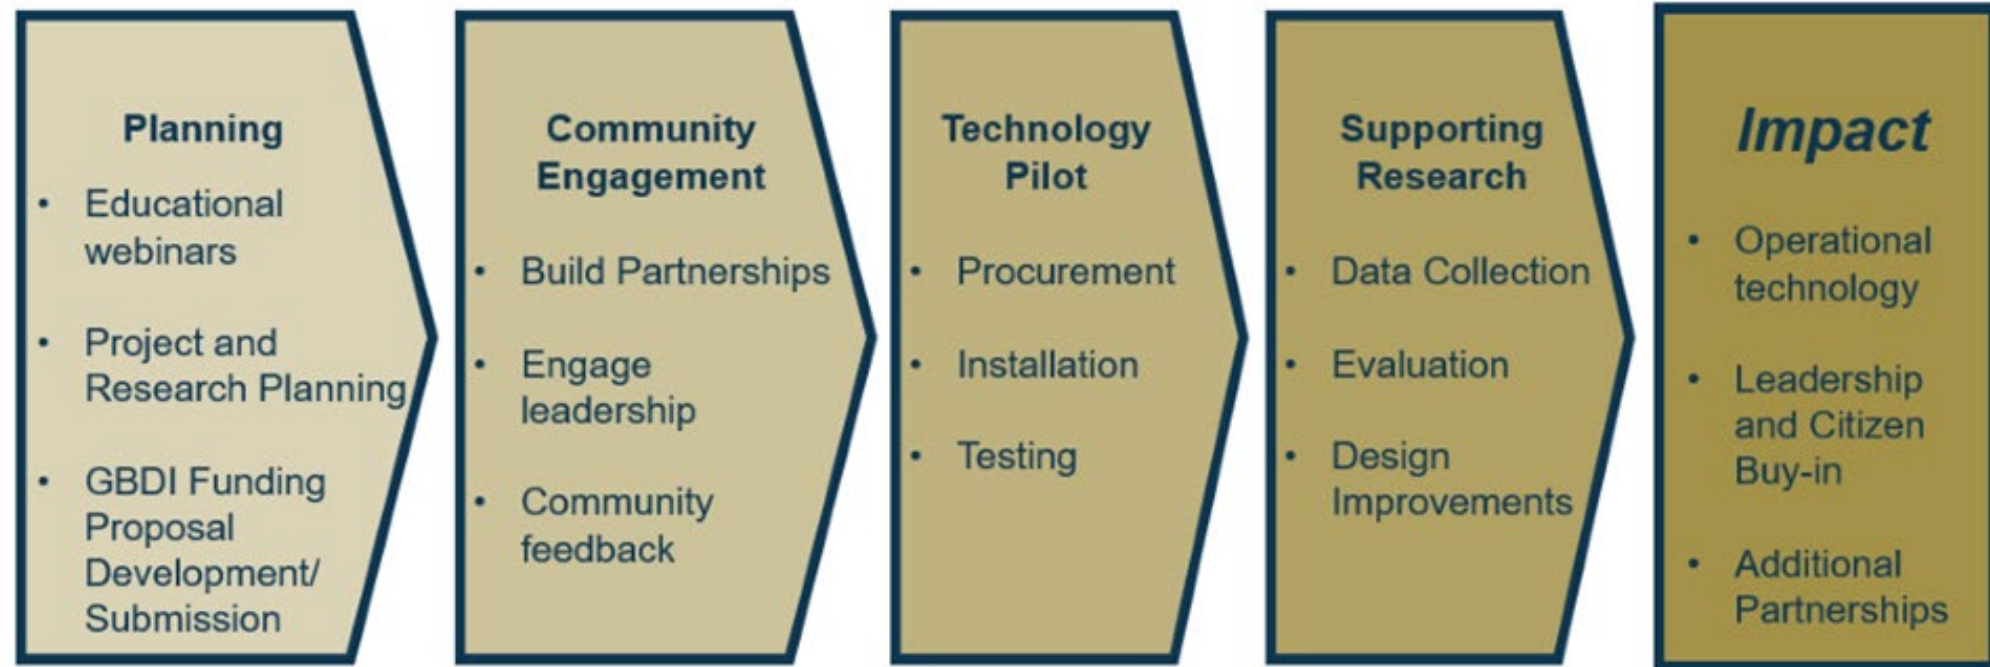 Planning
• Educational
webinars
• Project and
Research Planning
• GBDI Funding
Proposal
Development/
Submission
Community
Engagement
• Build Partnerships
• Engage
leadership
• Community
feedback
Technology
Pilot
• Procurement
• Installation
• Testing
Supporting
Research
• Data Collection
• Evaluation
• Design
Improvements
Impact
• Operational
technology
• Leadership
and Citizen
Buy-in
• Additional
Partnerships